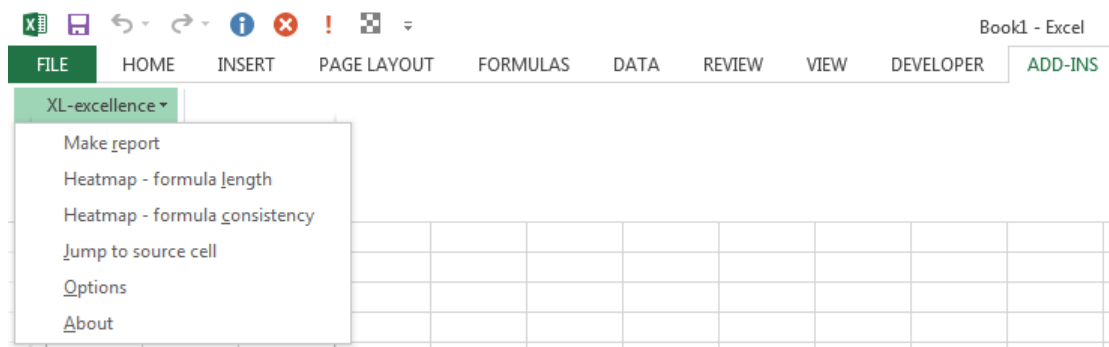 Book1 - Excel
FILE HOME INSERT PAGE LAYOUT FORMULAS DATA REVIEW VIEW DEVELOPER ADD-INS
XL-excellence
Make report
Heatmap - formula length
Heatmap - formula consistency
Jump to source cell
Options
About